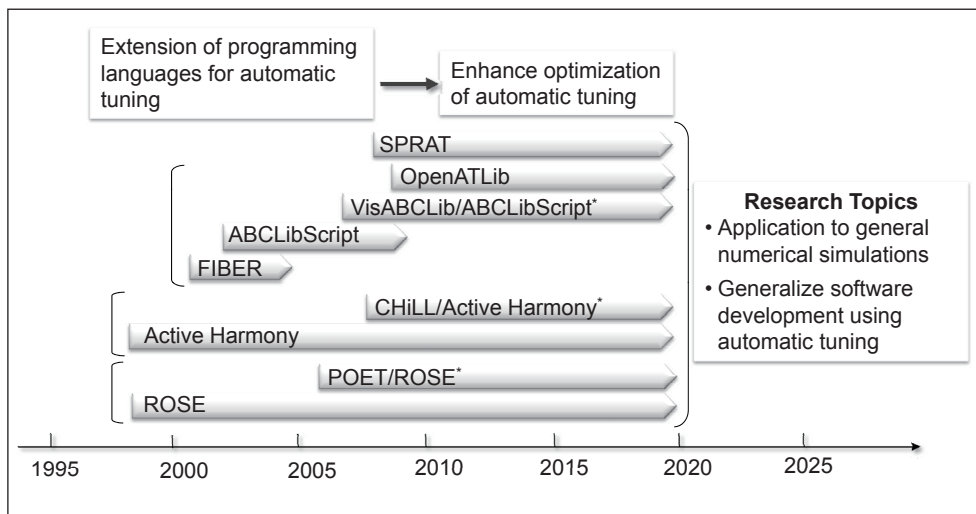 Extension of programming
languages for automatic
tuning
Enhance optimization
of automatic tuning
SPRAT
OpenATLib
VisABCLib/ABCLibScript*
ABCLibScript
FIBER
CHiLL/Active Harmony*
Active Harmony
POET/ROSE*
ROSE
Research Topics
• Application to general
numerical simulations
• Generalize software
development using
automatic tuning
1995
2000
2005
2010
2015
2020
2025